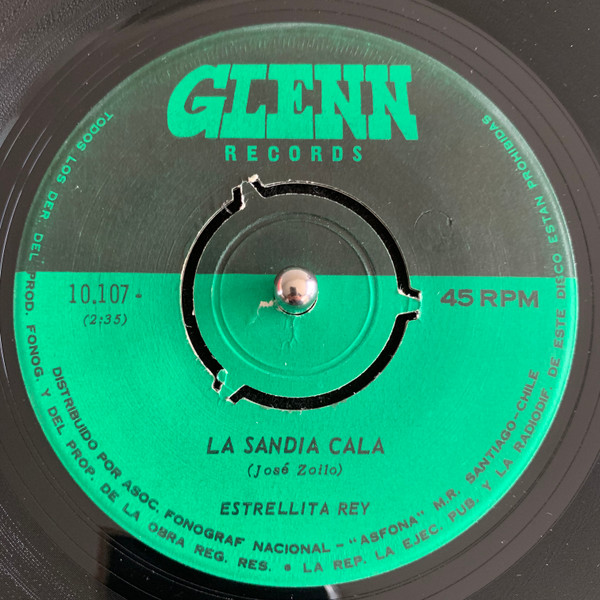 GLENN
RECORDS
10.107-
(2:35)
45 RPM
LA SANDIA CALA
(José Zoilo)
ESTRELLITA REY
DISTRIBUIDO POR ASOC. FONOGRAF NACIONAL - "ASFONA" MR. SANTIAGO-CHILE
TODOS LOS DER. DEL PROD. FONOG. Y DEL PROP. DE LA OBRA REG. RES. • LA REP. LA EJEC. PUB. Y LA RADIODIF. DE ESTE DISCO ESTAN PROHIBIDAS